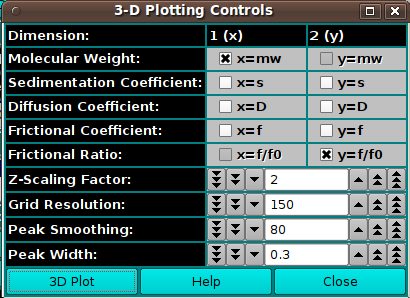 3-D Plotting Controls
Dimension: 1 (x) 2 (y)
Molecular Weight: x=mw y=mw
Sedimentation Coefficient: x=s y=s
Diffusion Coefficient: x=D y=D
Frictional Coefficient: x=f y=f
Frictional Ratio: x=f/f0 y=f/f0
Z-Scaling Factor: 2
Grid Resolution: 150
Peak Smoothing: 80
Peak Width: 0.3
3D Plot Help Close